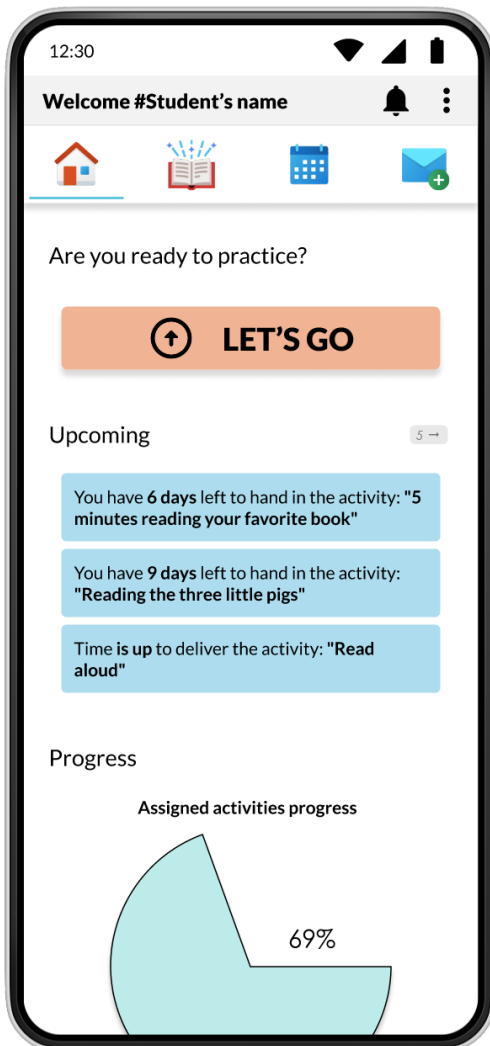 12:30
Welcome #Student’s name
Are you ready to practice?
LET’S GO
Upcoming
5 →
You have 6 days left to hand in the activity: "5
minutes reading your favorite book"
You have 9 days left to hand in the activity:
"Reading the three little pigs"
Time is up to deliver the activity: "Read
aloud"
Progress
Assigned activities progress
69%